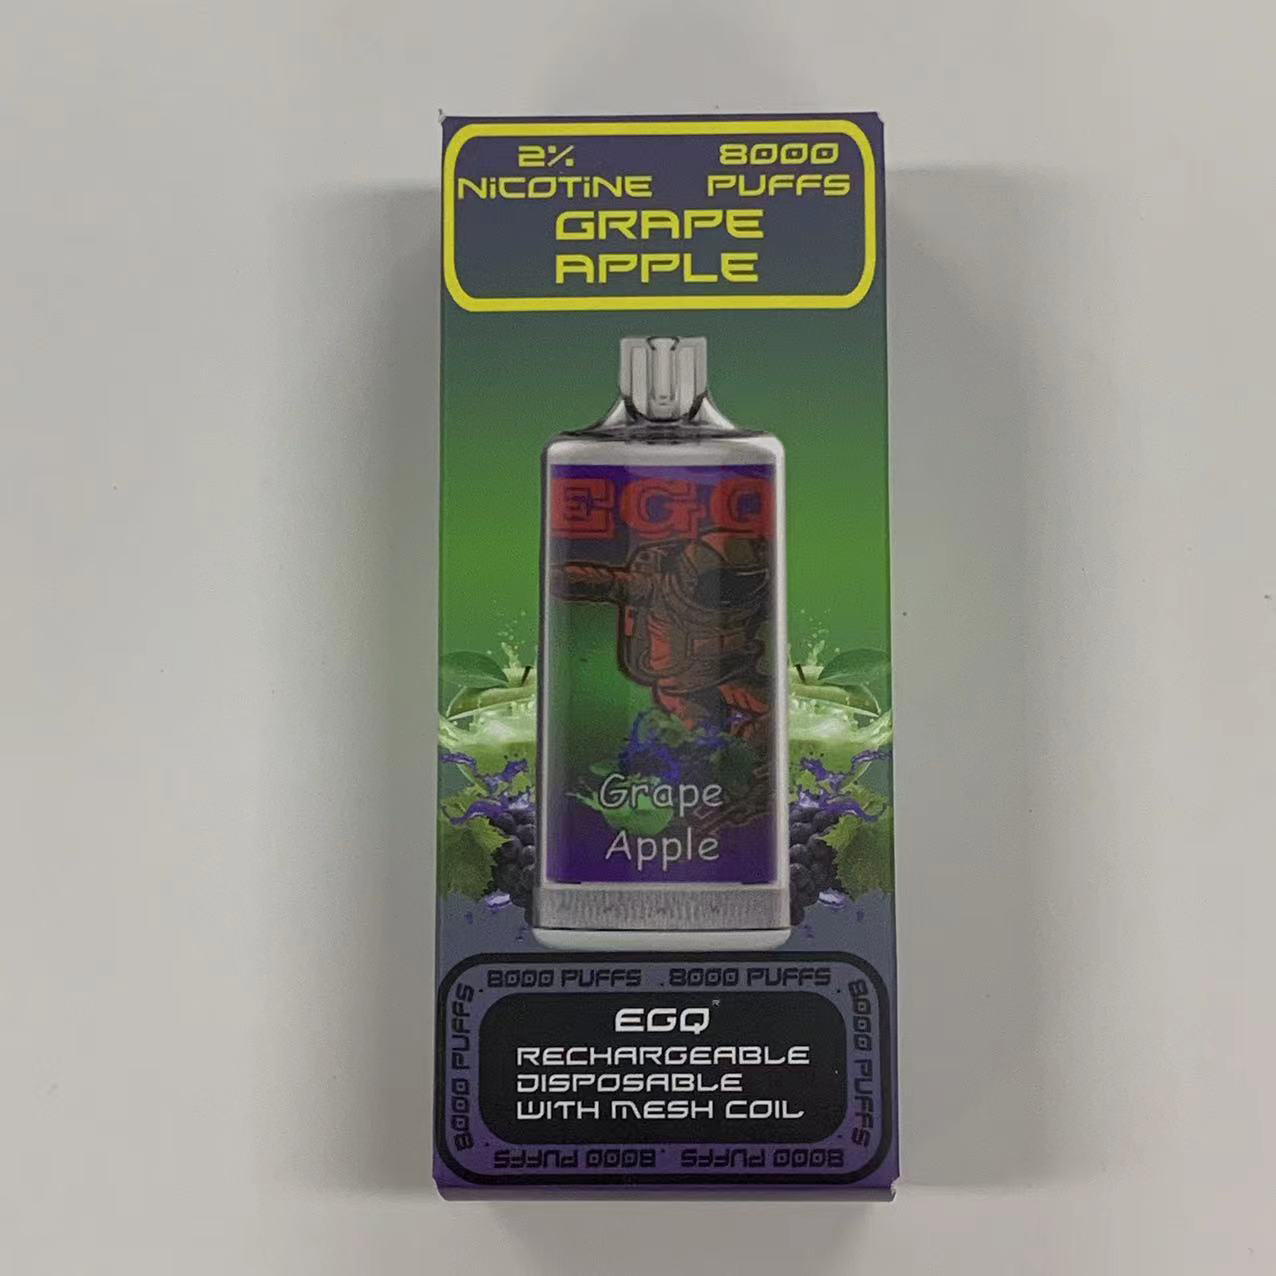 2% 8000
NiCOTiNE PUFFS
GRAPE
APPLE
EGQ
Grape
Apple
8000 PUFFS . 8000 PUFFS .
8000 PUFFS
8000 PUFFS
EGQ R
RECHARGEABLE
DISPOSABLE
WITH MESH COIL
8000 PUFFS . 8000 PUFFS